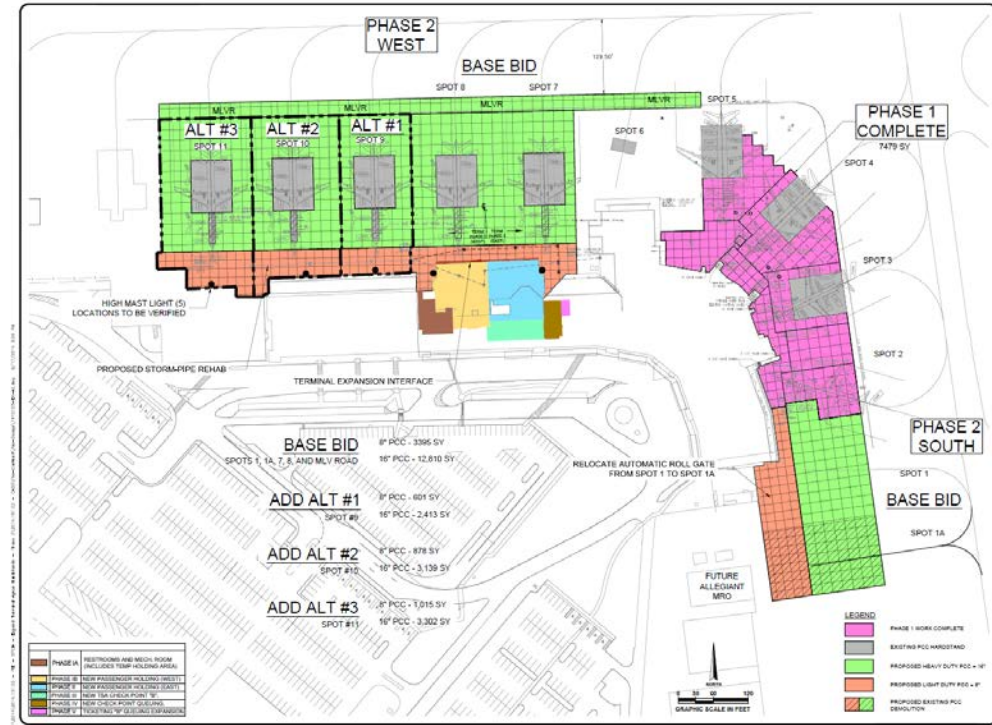 PHASE 2
WEST
BASE BID
SPOT 8
SPOT 7
MLVR
MLVR
MLVR
MLVR
SPOT 5
PHASE 1
COMPLETE
7479 SY
ALT #3
SPOT 11
ALT #2
SPOT 10
ALT #1
SPOT 9
SPOT 6
SPOT 4
SPOT 3
SPOT 2
HIGH MAST LIGHT (5)
LOCATIONS TO BE VERIFIED
PROPOSED STORM-PIPE REHAB
TERMINAL EXPANSION INTERFACE
PHASE 2
SOUTH
BASE BID
8" PCC - 3395 SY
SPOTS 1, 1A, 7, 8, AND MLV ROAD
16" PCC - 12,810 SY
RELOCATE AUTOMATIC ROLL GATE
FROM SPOT 1 TO SPOT 1A
SPOT 1
BASE BID
SPOT 1A
ADD ALT #1
8" PCC - 601 SY
SPOT #9
16" PCC - 2,413 SY
ADD ALT #2
8" PCC - 878 SY
SPOT #10
16" PCC - 3,139 SY
ADD ALT #3
8" PCC - 1,015 SY
SPOT #11
16" PCC - 3,302 SY
FUTURE
ALLEGIANT
MRO
LEGEND
PHASE 1 WORK COMPLETE
EXISTING PCC HARDSTAND
PROPOSED HEAVY DUTY PCC = 16"
PROPOSED LIGHT DUTY PCC = 8"
PROPOSED EXISTING PCC
DEMOLITION
NORTH
GRAPHIC SCALE IN FEET
PHASE IA RESTROOMS AND MECH. ROOM
(INCLUDES TEMP HOLDING AREA)
PHASE IB NEW PASSENGER HOLDING (WEST)
PHASE II NEW PASSENGER HOLDING (EAST)
PHASE III NEW TSA CHECK POINT "B".
PHASE IV NEW CHECK POINT QUEUING.
PHASE V TICKETING "B" QUEUING EXPANSION